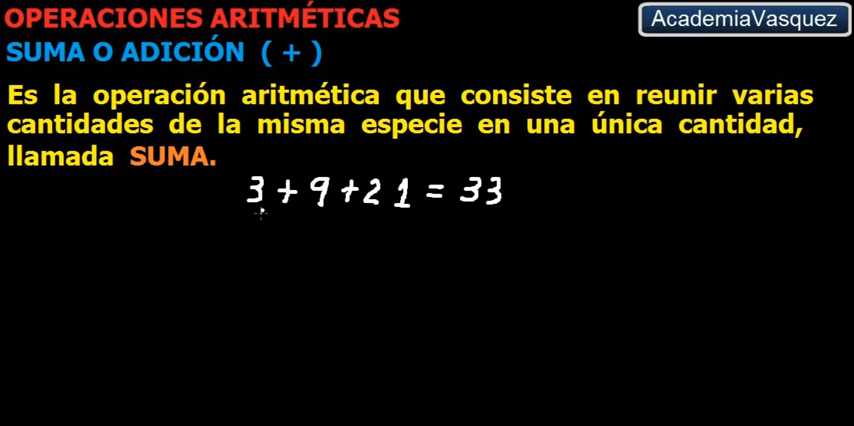 OPERACIONES ARITMÉTICAS
AcademiaVasquez
SUMA O ADICIÓN ( + )
Es la operación aritmética que consiste en reunir varias
cantidades de la misma especie en una única cantidad,
llamada SUMA.
3 + 9 + 21 = 33